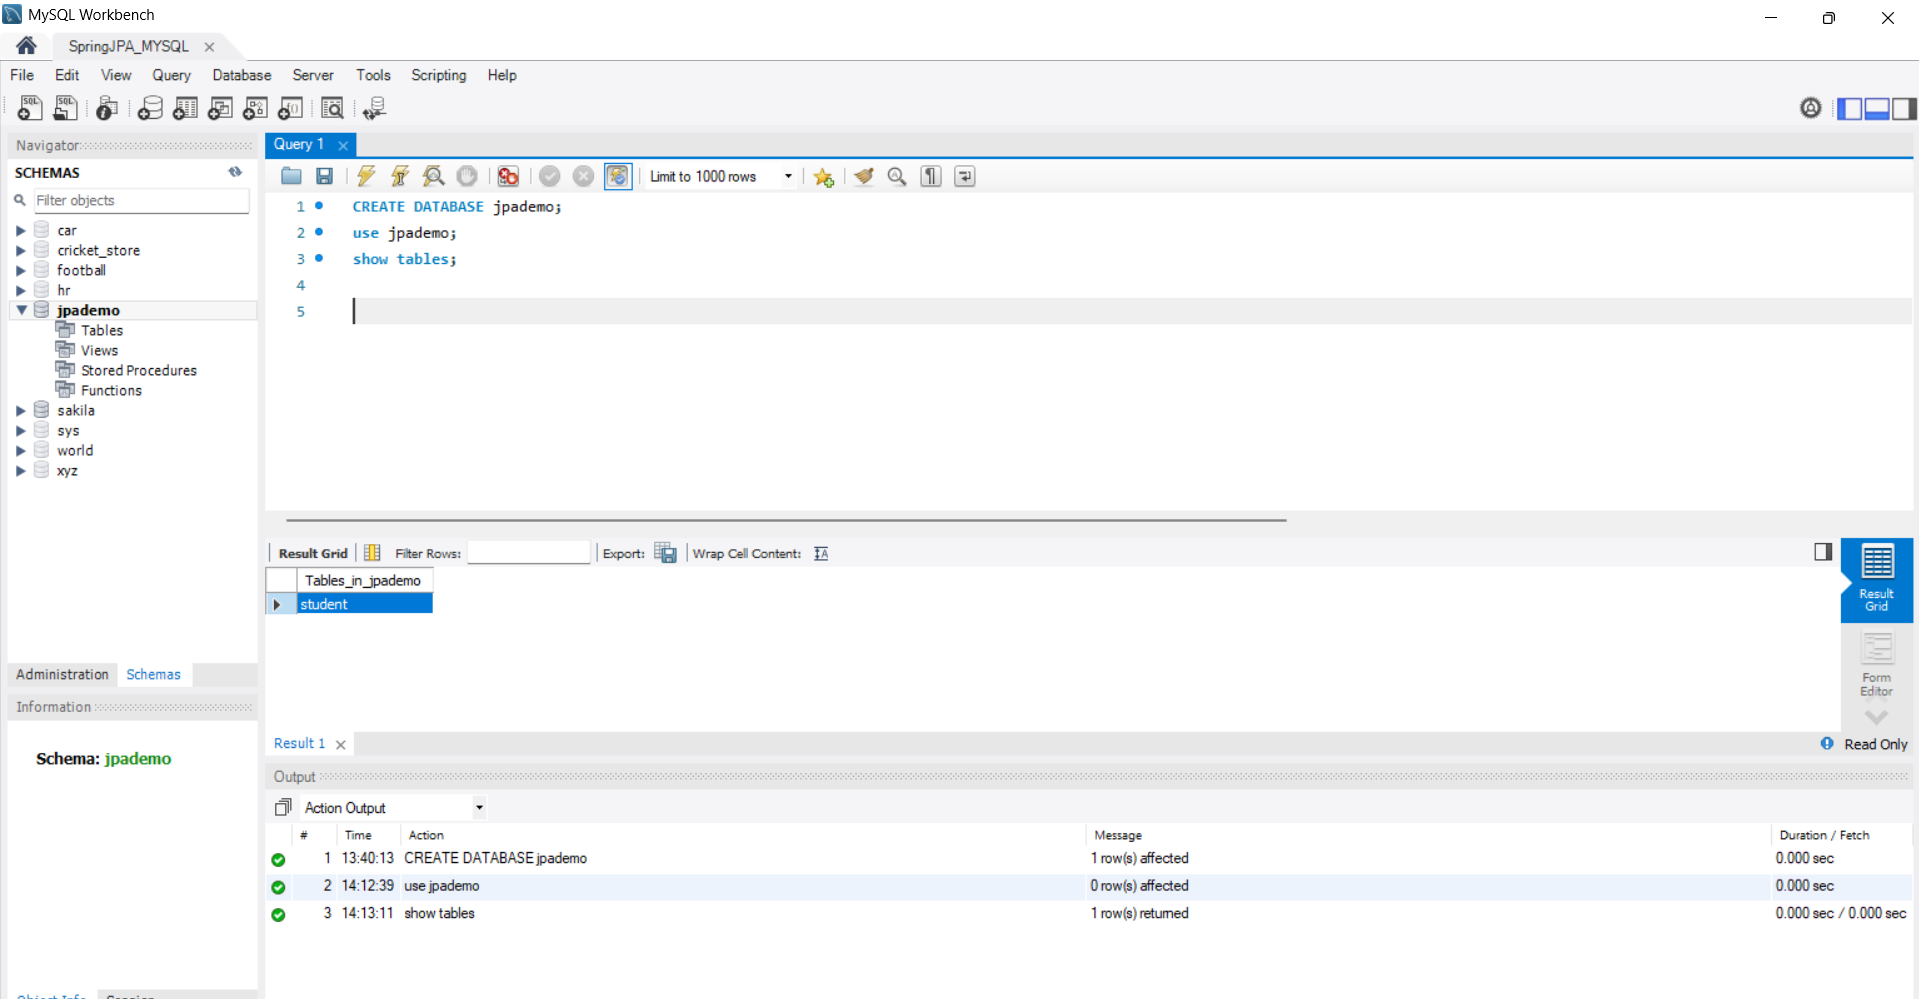 MySQL Workbench
SpringJPA_MYSQL
File Edit View Query Database Server Tools Scripting Help
Navigator
SCHEMAS
Filter objects
car
cricket_store
football
hr
jpademo
Tables
Views
Stored Procedures
Functions
sakila
sys
world
xyz
Administration Schemas
Information
Schema: jpademo
Query 1
Limit to 1000 rows
1 CREATE DATABASE jpademo;
2 use jpademo;
3 show tables;
4
5
Result Grid Filter Rows: Export: Wrap Cell Content:
Tables_in_jpademo
student
Result
Grid
Form
Editor
Result 1
Read Only
Output
Action Output
# Time Action Message Duration / Fetch
1 13:40:13 CREATE DATABASE jpademo 1 row(s) affected 0.000 sec
2 14:12:39 use jpademo 0 row(s) affected 0.000 sec
3 14:13:11 show tables 1 row(s) returned 0.000 sec / 0.000 sec